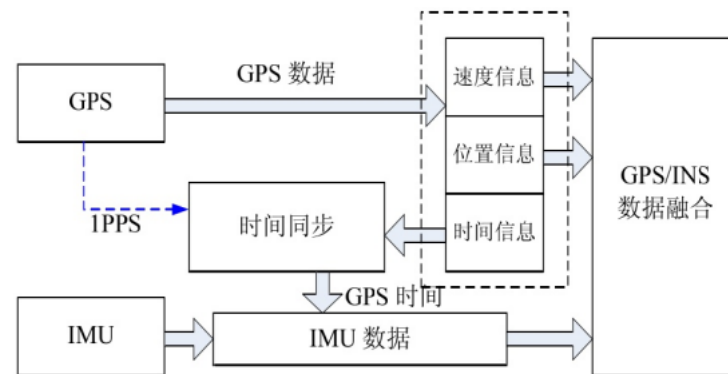 GPS 数据
速度信息
GPS
位置信息
GPS/INS
数据融合
1PPS
时间同步
时间信息
GPS 时间
IMU
IMU 数据